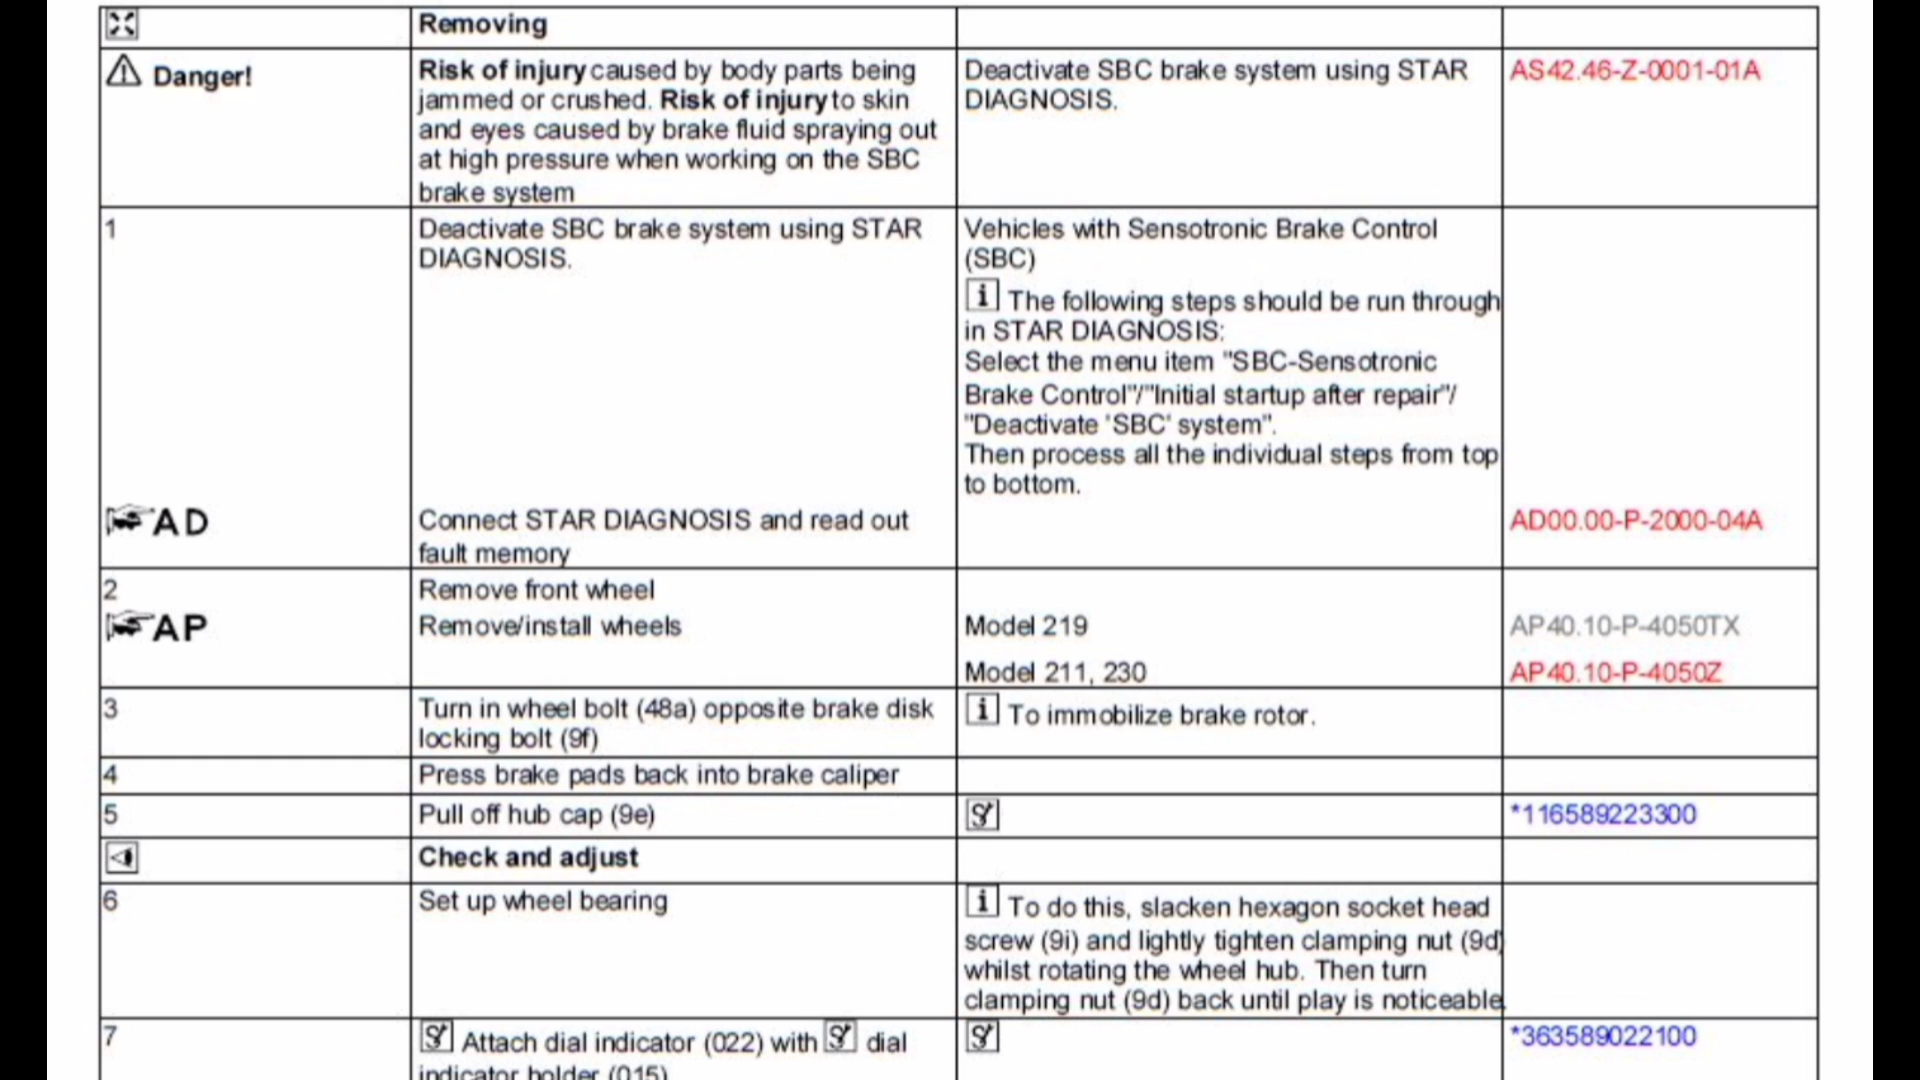 Removing
Danger!
Risk of injury caused by body parts being
jammed or crushed. Risk of injury to skin
and eyes caused by brake fluid spraying out
at high pressure when working on the SBC
brake system
Deactivate SBC brake system using STAR
DIAGNOSIS.
AS42.46-Z-0001-01A
1
Deactivate SBC brake system using STAR
DIAGNOSIS.
Vehicles with Sensotronic Brake Control
(SBC)
i The following steps should be run through
in STAR DIAGNOSIS:
Select the menu item "SBC-Sensotronic
Brake Control"/"Initial startup after repair"/
"Deactivate 'SBC' system".
Then process all the individual steps from top
to bottom.
AD
Connect STAR DIAGNOSIS and read out
fault memory
AD00.00-P-2000-04A
2
Remove front wheel
AP
Remove/install wheels
Model 219
AP40.10-P-4050TX
Model 211, 230
AP40.10-P-4050Z
3
Turn in wheel bolt (48a) opposite brake disk
locking bolt (9f)
i To immobilize brake rotor.
4
Press brake pads back into brake caliper
5
Pull off hub cap (9e)
*116589223300
Check and adjust
6
Set up wheel bearing
i To do this, slacken hexagon socket head
screw (9i) and lightly tighten clamping nut (9d)
whilst rotating the wheel hub. Then turn
clamping nut (9d) back until play is noticeable.
7
Attach dial indicator (022) with dial
indicator holder (015)
*363589022100